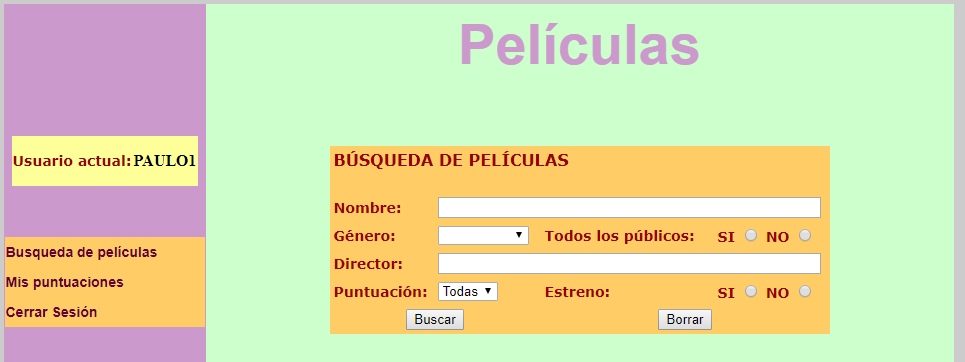 Películas
Usuario actual: PAULO1
Busqueda de películas
Mis puntuaciones
Cerrar Sesión
BÚSQUEDA DE PELÍCULAS
Nombre:
Género: Todos los públicos: SI NO
Director:
Puntuación: Todas Estreno: SI NO
Buscar Borrar